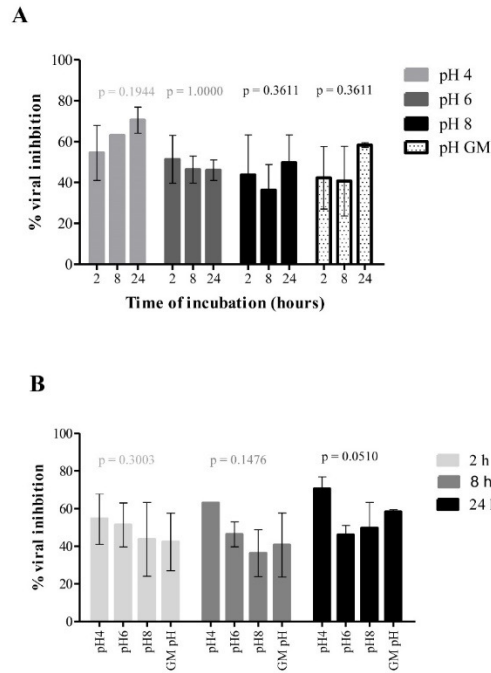 A
p = 0.1944 p = 1.0000 p = 0.3611 p = 0.3611
pH 4
pH 6
pH 8
pH GM
% viral inihbition
100
80
60
40
20
0
2 8 24 2 8 24 2 8 24 2 8 24
Time of incubation (hours)
B
p = 0.3003 p = 0.1476 p = 0.0510
2 h
8 h
24
% viral inihbition
100
80
60
40
20
0
pH4 pH6 pH8 GM pH pH4 pH6 pH8 GM pH pH4 pH6 pH8 GM pH